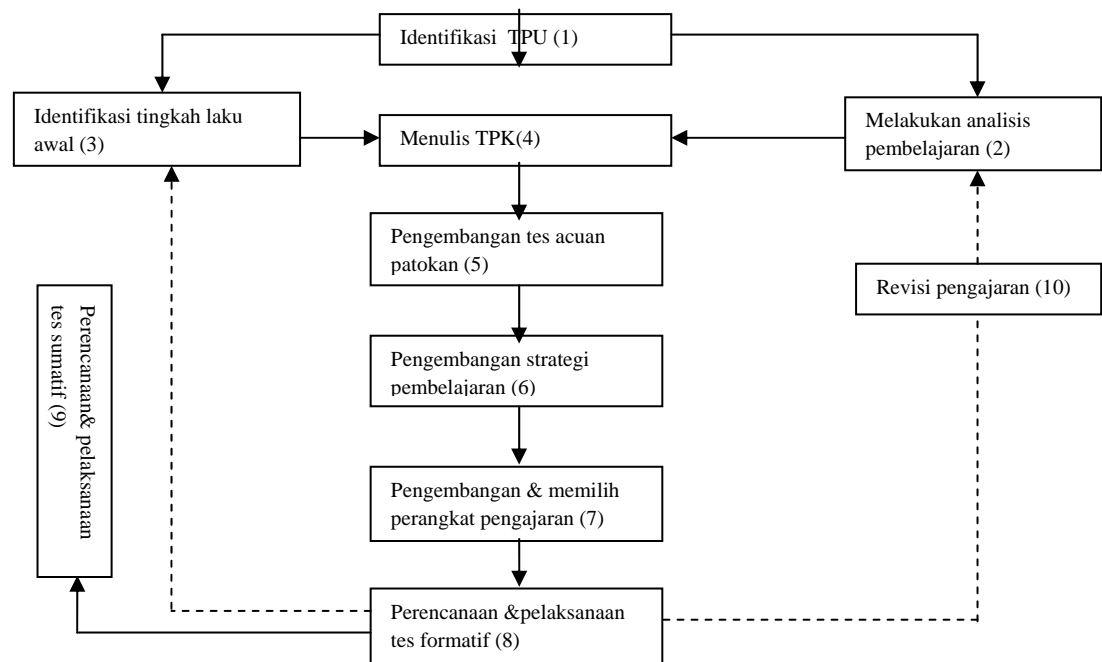 Identifikasi TPU (1)
Identifikasi tingkah laku
awal (3)
Menulis TPK(4)
Melakukan analisis
pembelajaran (2)
Pengembangan tes acuan
patokan (5)
Revisi pengajaran (10)
Perencanaan& pelaksanaan
tes sumatif (9)
Pengembangan strategi
pembelajaran (6)
Pengembangan & memilih
perangkat pengajaran (7)
Perencanaan &pelaksanaan
tes formatif (8)